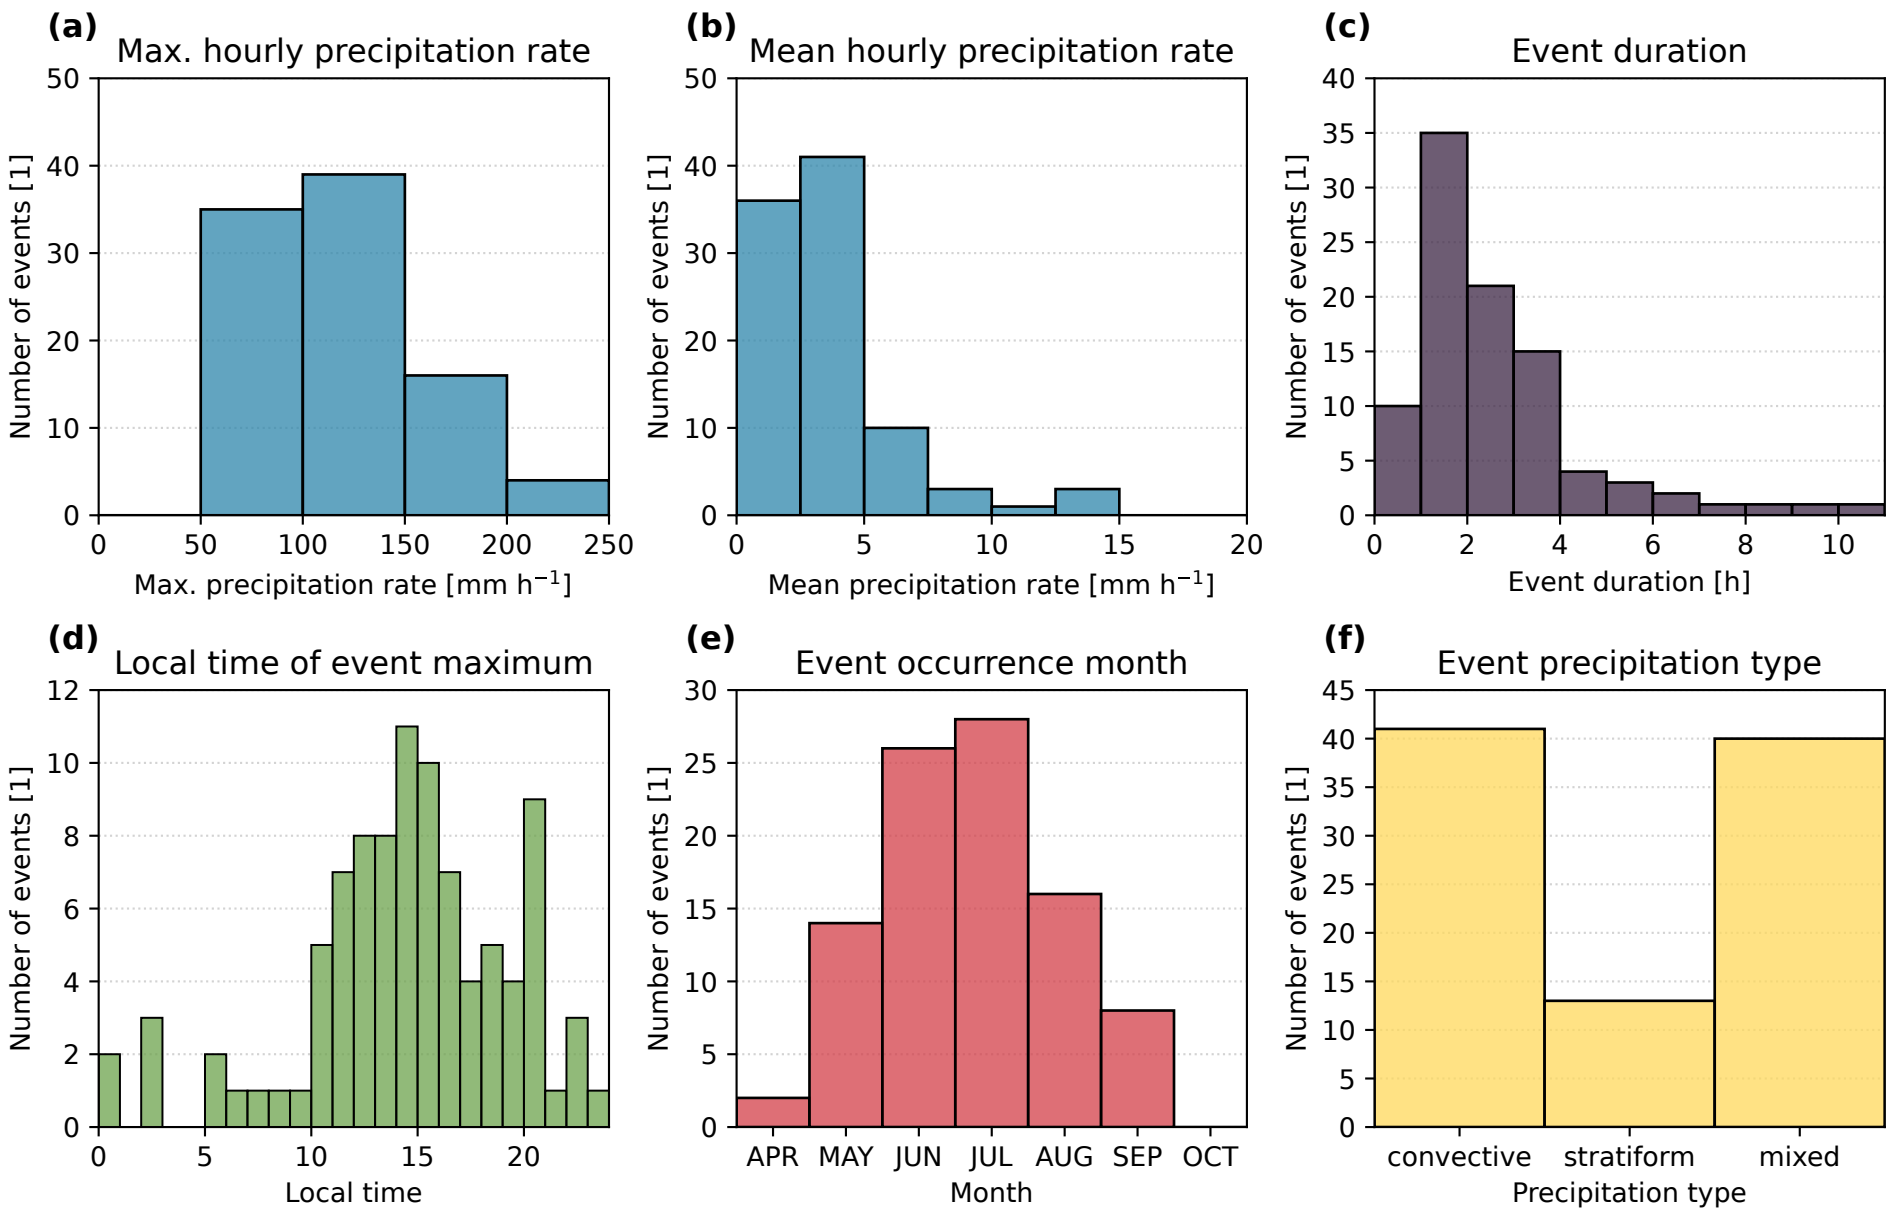 (a)
Max. hourly precipitation rate
Number of events [1]
50
40
30
20
10
0
0 50 100 150 200 250
Max. precipitation rate [mm h⁻¹]
(b)
Mean hourly precipitation rate
Number of events [1]
50
40
30
20
10
0
0 5 10 15 20
Mean precipitation rate [mm h⁻¹]
(c)
Event duration
Number of events [1]
40
35
30
25
20
15
10
5
0
0 2 4 6 8 10
Event duration [h]
(d)
Local time of event maximum
Number of events [1]
12
10
8
6
4
2
0
0 5 10 15 20
Local time
(e)
Event occurrence month
Number of events [1]
30
25
20
15
10
5
0
APR MAY JUN JUL AUG SEP OCT
Month
(f)
Event precipitation type
Number of events [1]
45
40
35
30
25
20
15
10
5
0
convective stratiform mixed
Precipitation type